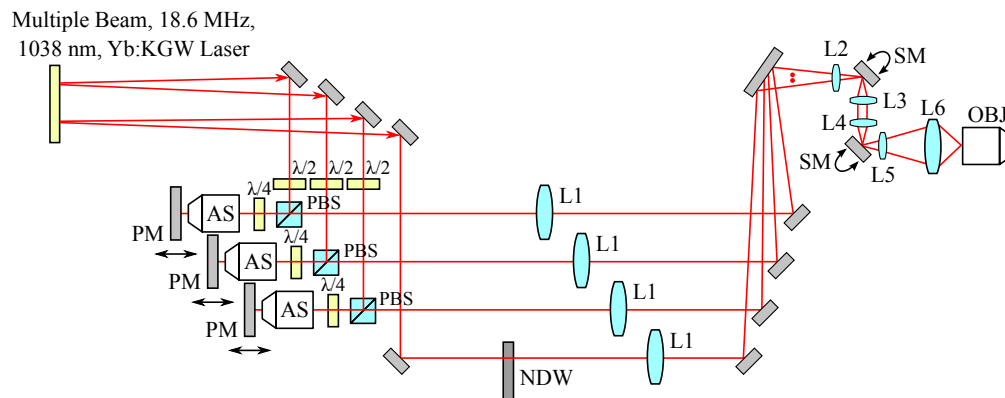 Multiple Beam, 18.6 MHz,
1038 nm, Yb:KGW Laser
L2
SM
L3
L4
L6
OBJ
SM
L5
λ/2 λ/2 λ/2
λ/4
AS
PBS
L1
PM
λ/4
AS
PBS
L1
PM
λ/4
AS
PBS
L1
PM
L1
NDW